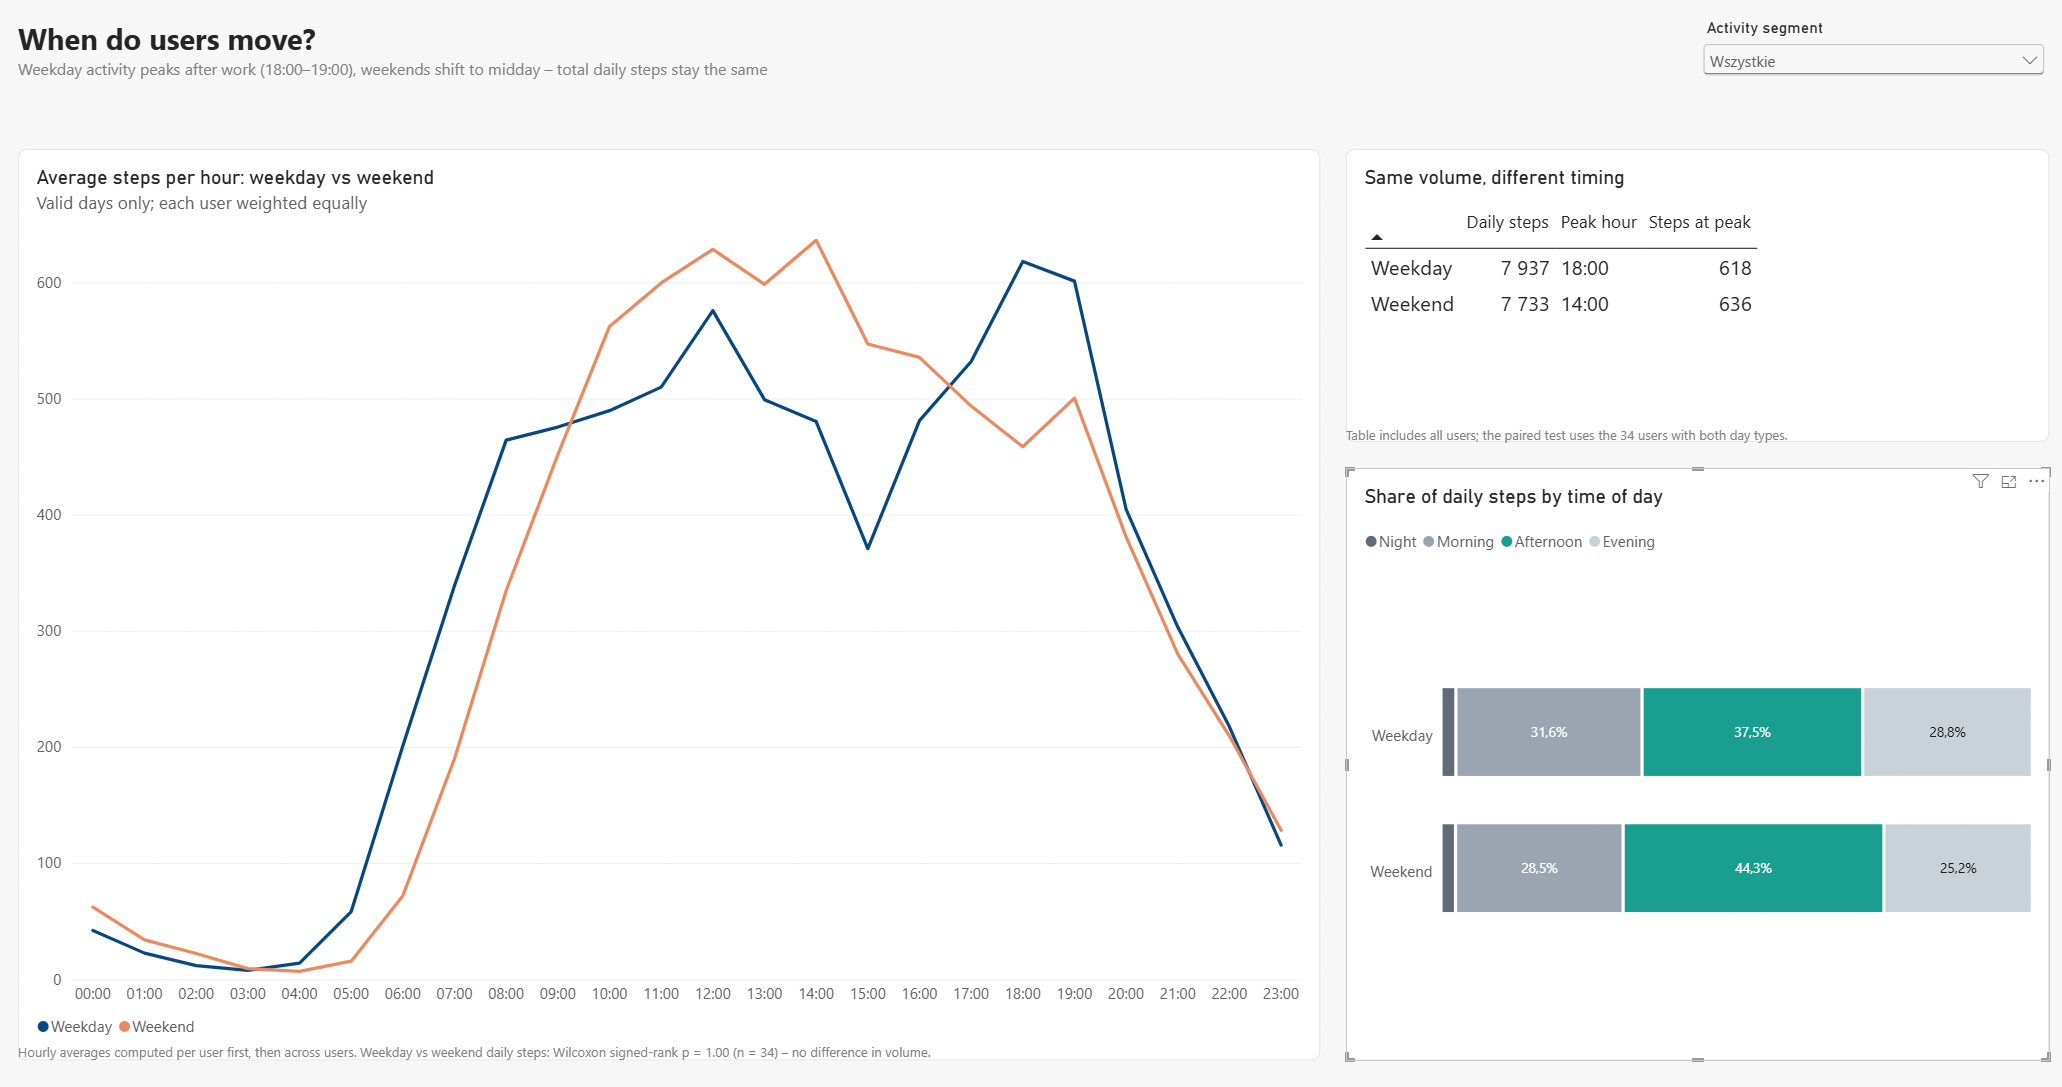 When do users move?
Weekday activity peaks after work (18:00–19:00), weekends shift to midday – total daily steps stay the same
Activity segment
Wszystkie
Average steps per hour: weekday vs weekend
Valid days only; each user weighted equally
600
500
400
300
200
100
0
00:00 01:00 02:00 03:00 04:00 05:00 06:00 07:00 08:00 09:00 10:00 11:00 12:00 13:00 14:00 15:00 16:00 17:00 18:00 19:00 20:00 21:00 22:00 23:00
Weekday Weekend
Hourly averages computed per user first, then across users. Weekday vs weekend daily steps: Wilcoxon signed-rank p = 1.00 (n = 34) – no difference in volume.
Same volume, different timing
Daily steps Peak hour Steps at peak
Weekday 7 937 18:00 618
Weekend 7 733 14:00 636
Table includes all users; the paired test uses the 34 users with both day types.
Share of daily steps by time of day
Night Morning Afternoon Evening
Weekday 31,6% 37,5% 28,8%
Weekend 28,5% 44,3% 25,2%